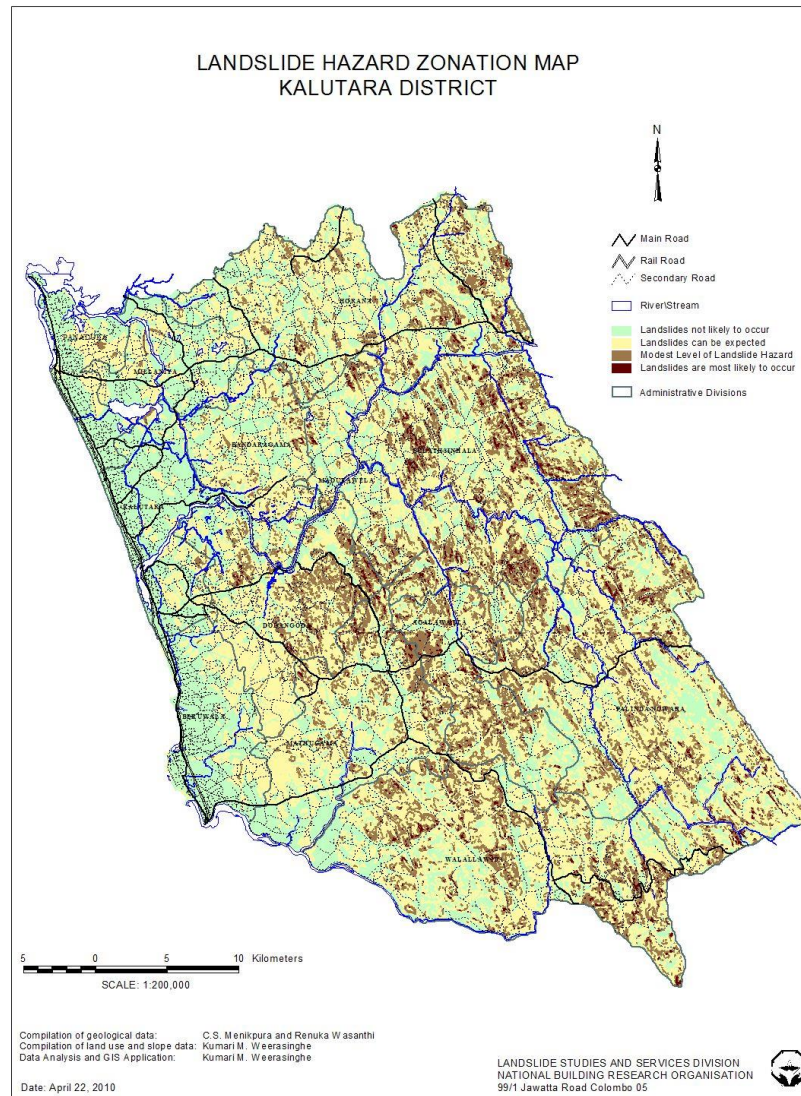 LANDSLIDE HAZARD ZONATION MAP
KALUTARA DISTRICT
N
Main Road
Rail Road
Secondary Road
River\Stream
Landslides not likely to occur
Landslides can be expected
Modest Level of Landslide Hazard
Landslides are most likely to occur
Administrative Divisions
HORANA
PANADURA
MILLANIYA
BANDARAGAMA
MADURAWELA
KALUTARA
DODANGODA
AGALAWATTA
BERUWALA
PALINDANUWARA
MATHUGAMA
WALALLAWITA
5 0 5 10 Kilometers
SCALE: 1:200,000
Compilation of geological data: C.S. Menikpura and Renuka Wasanthi
Compilation of land use and slope data: Kumari M. Weerasinghe
Data Analysis and GIS Application: Kumari M. Weerasinghe
Date: April 22, 2010
LANDSLIDE STUDIES AND SERVICES DIVISION
NATIONAL BUILDING RESEARCH ORGANISATION
99/1 Jawatta Road Colombo 05